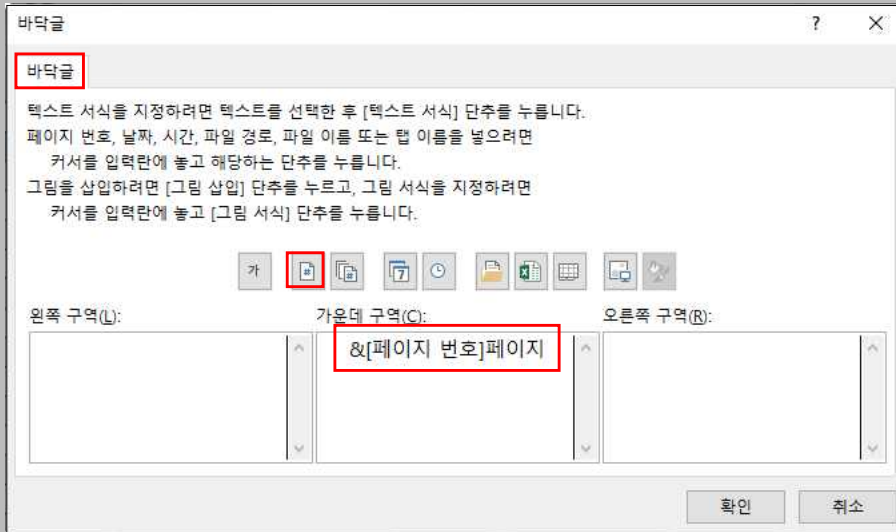 바닥글
?
바닥글
텍스트 서식을 지정하려면 텍스트를 선택한 후 [텍스트 서식] 단추를 누릅니다.
페이지 번호, 날짜, 시간, 파일 경로, 파일 이름 또는 탭 이름을 넣으려면
커서를 입력란에 놓고 해당하는 단추를 누릅니다.
그림을 삽입하려면 [그림 삽입] 단추를 누르고, 그림 서식을 지정하려면
커서를 입력란에 놓고 [그림 서식] 단추를 누릅니다.
가 # # 7
왼쪽 구역(L): 가운데 구역(C): 오른쪽 구역(R):
&[페이지 번호]페이지
확인 취소